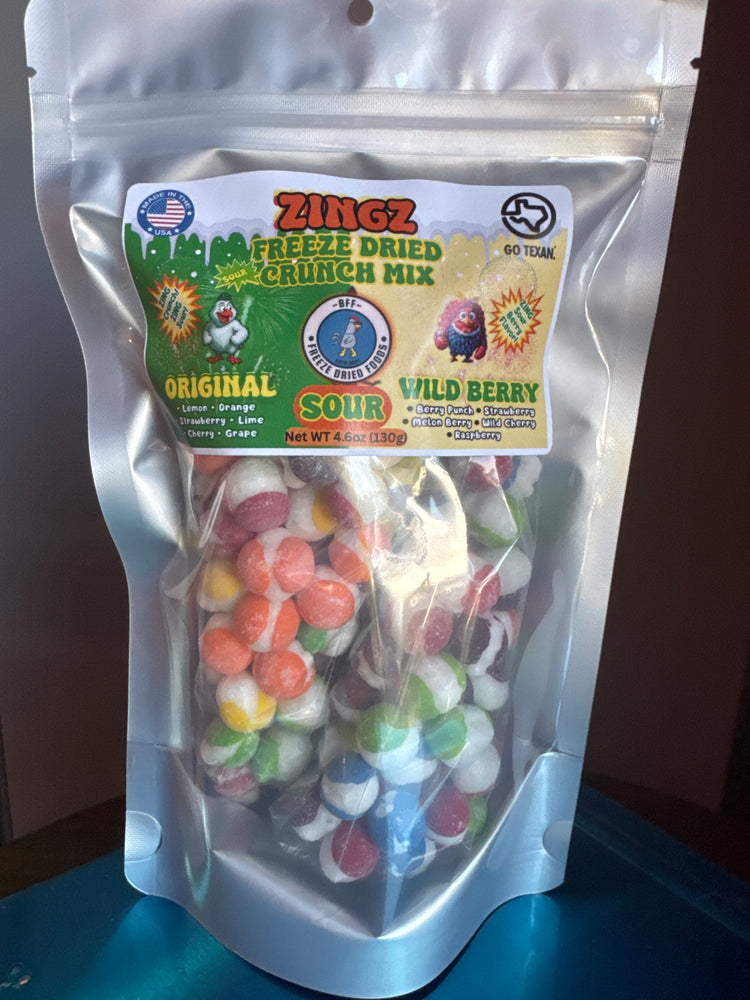 MADE IN THE
USA
ZINGZ
GO TEXAN.
FREEZE DRIED
SOUR CRUNCH MIX
-BFF-
• FREEZE DRIED FOODS •
ORIGINAL
• Lemon • Orange
Strawberry • Lime
• Cherry • Grape
SOUR
Net WT 4.6oz (130g)
WILD BERRY
• Berry Punch • Strawberry
• Melon Berry • Wild Cherry
• Raspberry